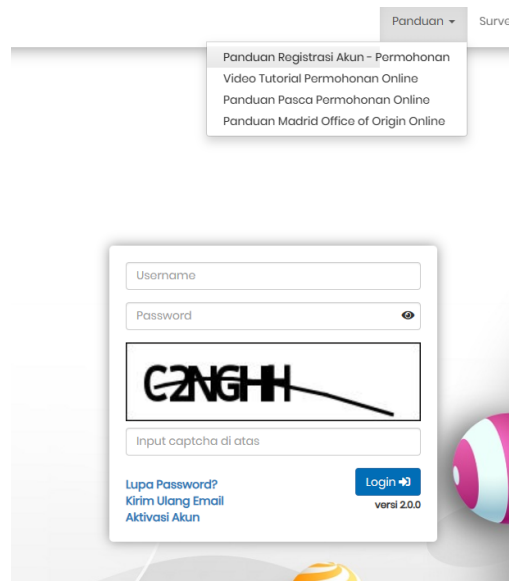 Panduan Surve
Panduan Registrasi Akun - Permohonan
Video Tutorial Permohonan Online
Panduan Pasca Permohonan Online
Panduan Madrid Office of Origin Online
Username
Password
C2NGHH
Input captcha di atas
Lupa Password?
Login
Kirim Ulang Email
versi 2.0.0
Aktivasi Akun